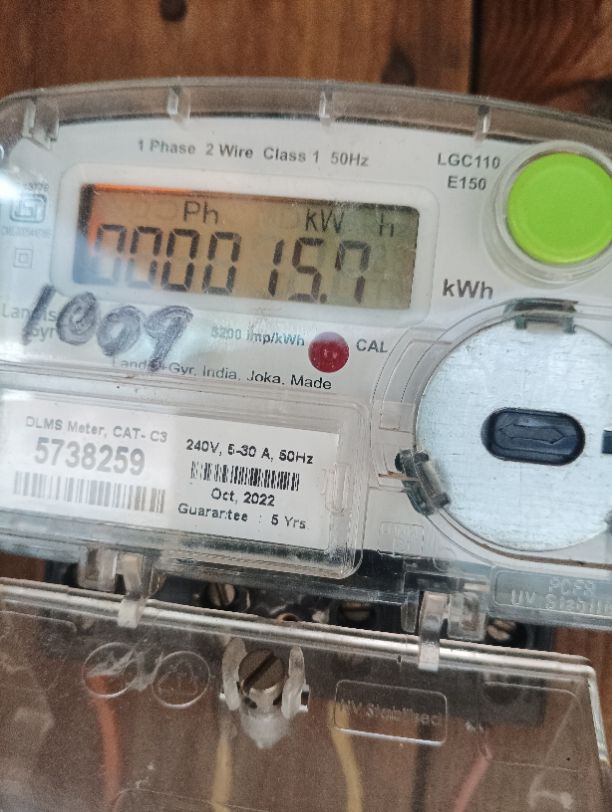 1 Phase 2 Wire Class 1 50Hz
LGC110
E150
Ph kW h
000015.7
kWh
1009
3200 imp/kWh
CAL
Landis+Gyr, India, Joka, Made
DLMS Meter, CAT- C3
5738259
240V, 5-30 A, 50Hz
Oct, 2022
Guarantee : 5 Yrs
UV Stabilised